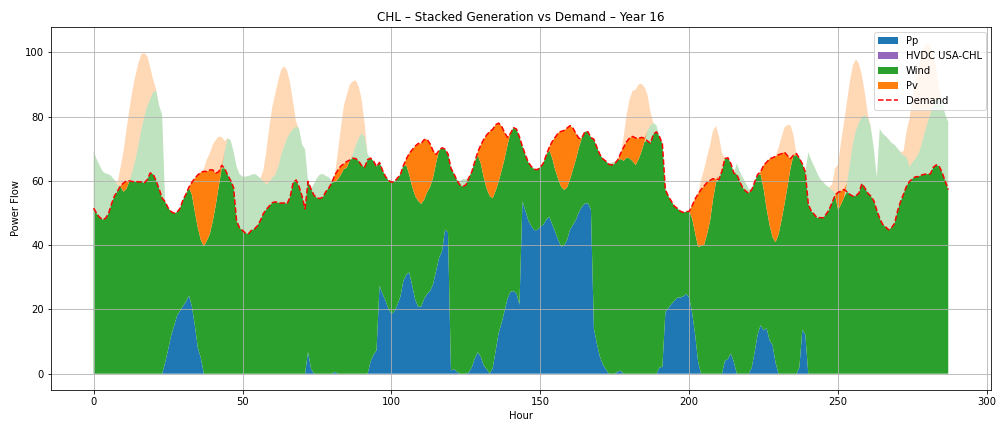 CHL – Stacked Generation vs Demand – Year 16
Power Flow
100
80
60
40
20
0
0 50 100 150 200 250 300
Hour
Pp
HVDC USA-CHL
Wind
Pv
Demand